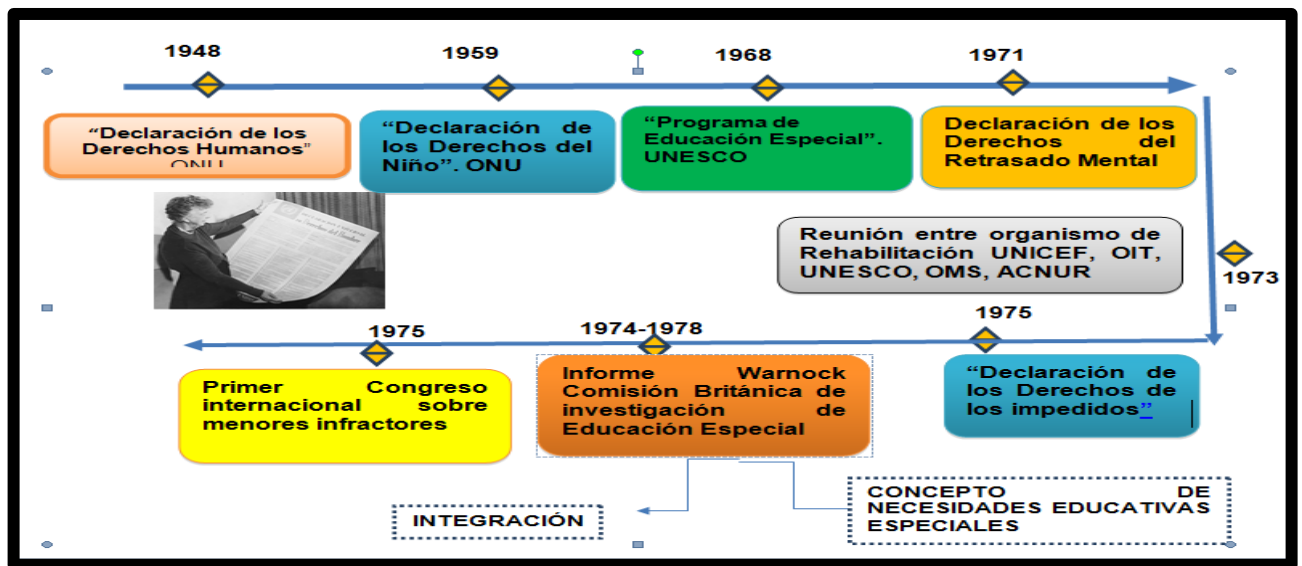 1948
1959
1968
1971
“Declaración de los
Derechos Humanos”
ONU
“Declaración de
los Derechos del
Niño”. ONU
“Programa de
Educación Especial”.
UNESCO
Declaración de los
Derechos del
Retrasado Mental
Reunión entre organismo de
Rehabilitación UNICEF, OIT,
UNESCO, OMS, ACNUR
1973
1975
1974-1978
1975
Primer Congreso
internacional sobre
menores infractores
Informe Warnock
Comisión Británica de
investigación de
Educación Especial
“Declaración de
los Derechos de
los impedidos”
INTEGRACIÓN
CONCEPTO DE
NECESIDADES EDUCATIVAS
ESPECIALES